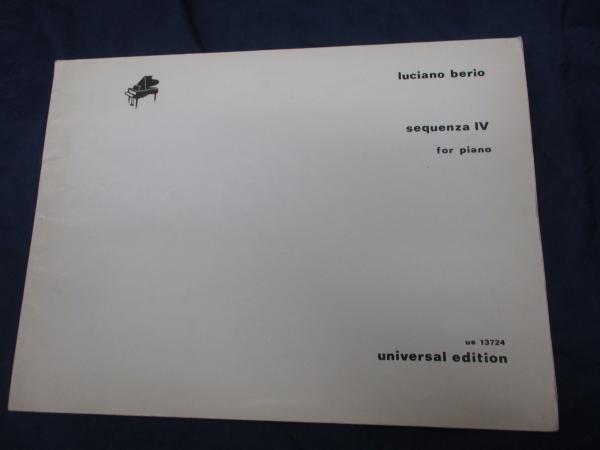 luciano berio
sequenza IV
for piano
ue 13724
universal edition